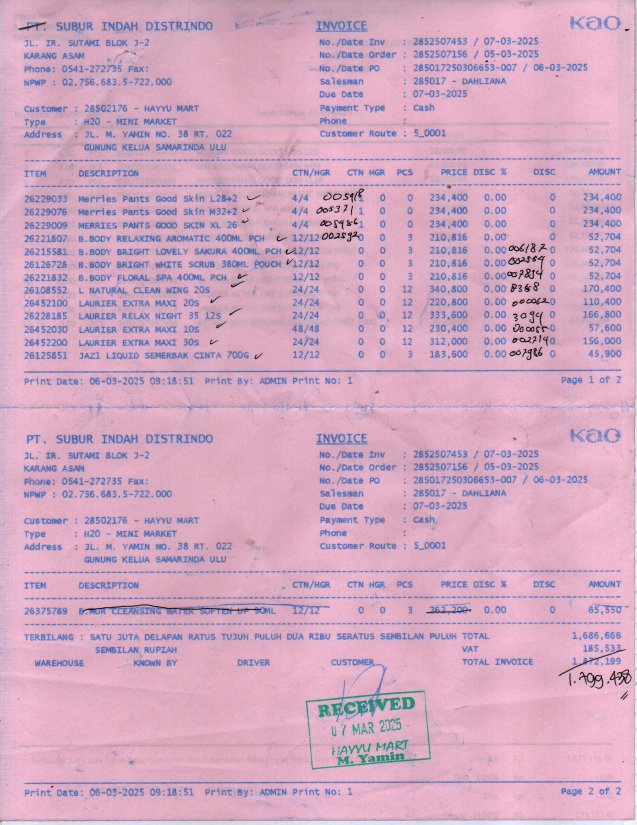 PT. SUBUR INDAH DISTRINDO INVOICE kao
JL. IR. SUTAMI BLOK J-2 No./Date Inv : 2852507453 / 07-03-2025
KARANG ASAM No./Date Order : 2852507156 / 05-03-2025
Phone: 0541-272735 Fax: No./Date PO : 285017250306653-007 / 06-03-2025
NPWP : 02.756.683.5-722.000 Salesman : 285017 - DAHLIANA
Due Date : 07-03-2025
Customer : 28502176 - HAYYU MART Payment Type : Cash
Type : H20 - MINI MARKET Phone :
Address : JL. M. YAMIN NO. 38 RT. 022 Customer Route : S_0001
GUNUNG KELUA SAMARINDA ULU
ITEM DESCRIPTION CTN/HGR CTN HGR PCS PRICE DISC % DISC AMOUNT
26229033 Merries Pants Good Skin L28+2 4/4 1 0 0 234,400 0.00 0 234,400
26229076 Merries Pants Good Skin M32+2 4/4 005371 1 0 0 234,400 0.00 0 234,400
26229009 MERRIES PANTS GOOD SKIN XL 26 4/4 1 0 0 234,400 0.00 0 234,400
26221807 B.BODY RELAXING AROMATIC 400ML PCH 12/12 002592 0 0 3 210,816 0.00 0 52,704
26215581 B.BODY BRIGHT LOVELY SAKURA 400ML PCH 12/12 0 0 3 210,816 0.00 006182 0 52,704
26126728 B.BODY BRIGHT WHITE SCRUB 380ML POUCH 12/12 0 0 3 210,816 0.00 002554 0 52,704
26221832 B.BODY FLORAL SPA 400ML PCH 12/12 0 0 3 210,816 0.00 007894 0 52,704
26108552 L NATURAL CLEAN WING 20S 24/24 0 0 12 340,800 0.00 8368 0 170,400
26452100 LAURIER EXTRA MAXI 20S 24/24 0 0 12 220,800 0.00 000062 0 110,400
26228185 LAURIER RELAX NIGHT 35 12S 24/24 0 0 12 333,600 0.00 3094 0 166,800
26452030 LAURIER EXTRA MAXI 10S 48/48 0 0 12 230,400 0.00 000055 0 57,600
26452200 LAURIER EXTRA MAXI 30S 24/24 0 0 12 312,000 0.00 002714 0 156,000
26125851 JAZ1 LIQUID SEMERBAK CINTA 700G 12/12 0 0 3 183,600 0.00 007986 0 45,900
Print Date: 06-03-2025 09:18:51 Print By: ADMIN Print No: 1 Page 1 of 2
PT. SUBUR INDAH DISTRINDO INVOICE kao
JL. IR. SUTAMI BLOK J-2 No./Date Inv : 2852507453 / 07-03-2025
KARANG ASAM No./Date Order : 2852507156 / 05-03-2025
Phone: 0541-272735 Fax: No./Date PO : 285017250306653-007 / 06-03-2025
NPWP : 02.756.683.5-722.000 Salesman : 285017 - DAHLIANA
Due Date : 07-03-2025
Customer : 28502176 - HAYYU MART Payment Type : Cash
Type : H20 - MINI MARKET Phone :
Address : JL. M. YAMIN NO. 38 RT. 022 Customer Route : S_0001
GUNUNG KELUA SAMARINDA ULU
ITEM DESCRIPTION CTN/HGR CTN HGR PCS PRICE DISC % DISC AMOUNT
26375789 B.MUR CLEANSING WATER SOFTEN UP 90ML 12/12 0 0 3 262,200 0.00 0 65,550
TERBILANG : SATU JUTA DELAPAN RATUS TUJUH PULUH DUA RIBU SERATUS SEMBILAN PULUH TOTAL 1,686,666
SEMBILAN RUPIAH VAT 185,533
WAREHOUSE KNOWN BY DRIVER CUSTOMER TOTAL INVOICE 1,872,199
1.799.438
RECEIVED
07 MAR 2025
HAYYU MART
M. Yamin
Print Date: 06-03-2025 09:18:51 Print By: ADMIN Print No: 1 Page 2 of 2